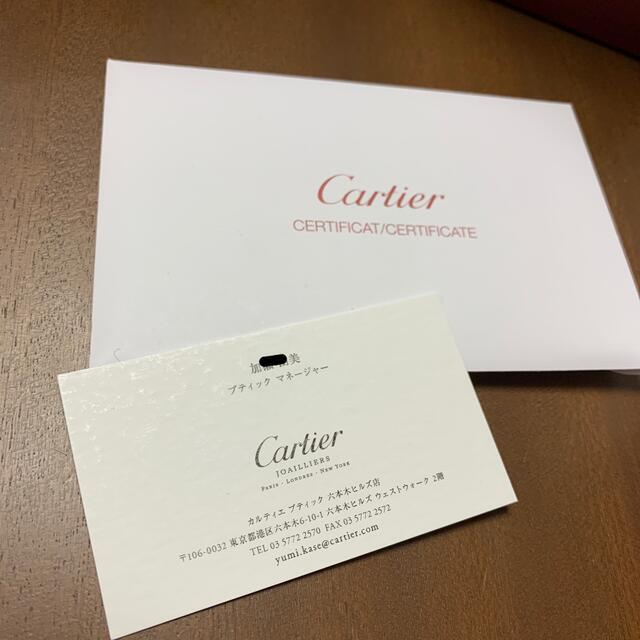 Cartier
CERTIFICAT/CERTIFICATE
加 美
ブティック マネージャー
Cartier
JOAILLIERS
PARIS - LONDRES - NEW YORK
カルティエ ブティック 六本木ヒルズ店
〒106-0032 東京都港区六本木6-10-1 六本木ヒルズ ウェストウォーク 2階
TEL 03 5772 2570 FAX 03 5772 2572
yumi.kase@cartier.com